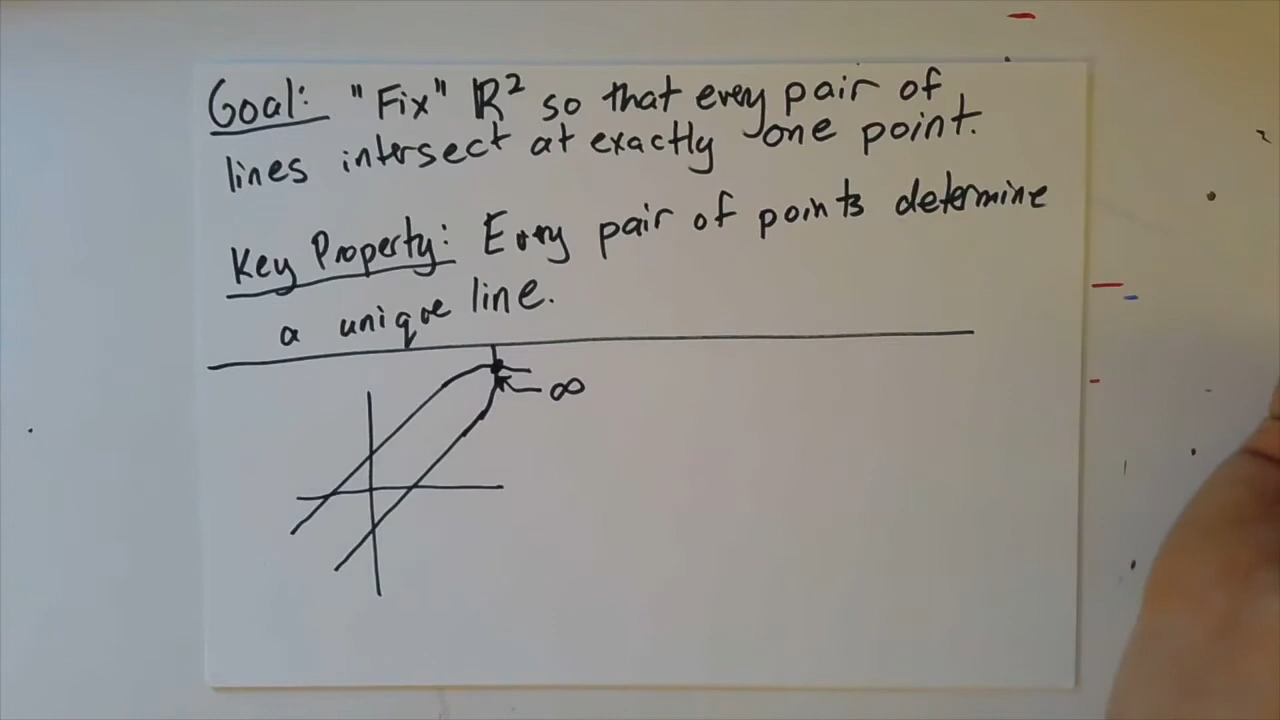 Goal: "Fix" ℝ² so that every pair of
lines intersect at exactly one point.
Key Property: Every pair of points determine
a unique line.
∞